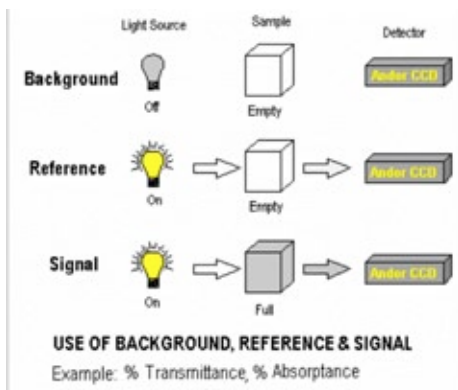 Light Source Sample Detector
Background Andor CCD
Off Empty
Reference Andor CCD
On Empty
Signal Andor CCD
On Full
USE OF BACKGROUND, REFERENCE & SIGNAL
Example: % Transmittance, % Absorptance